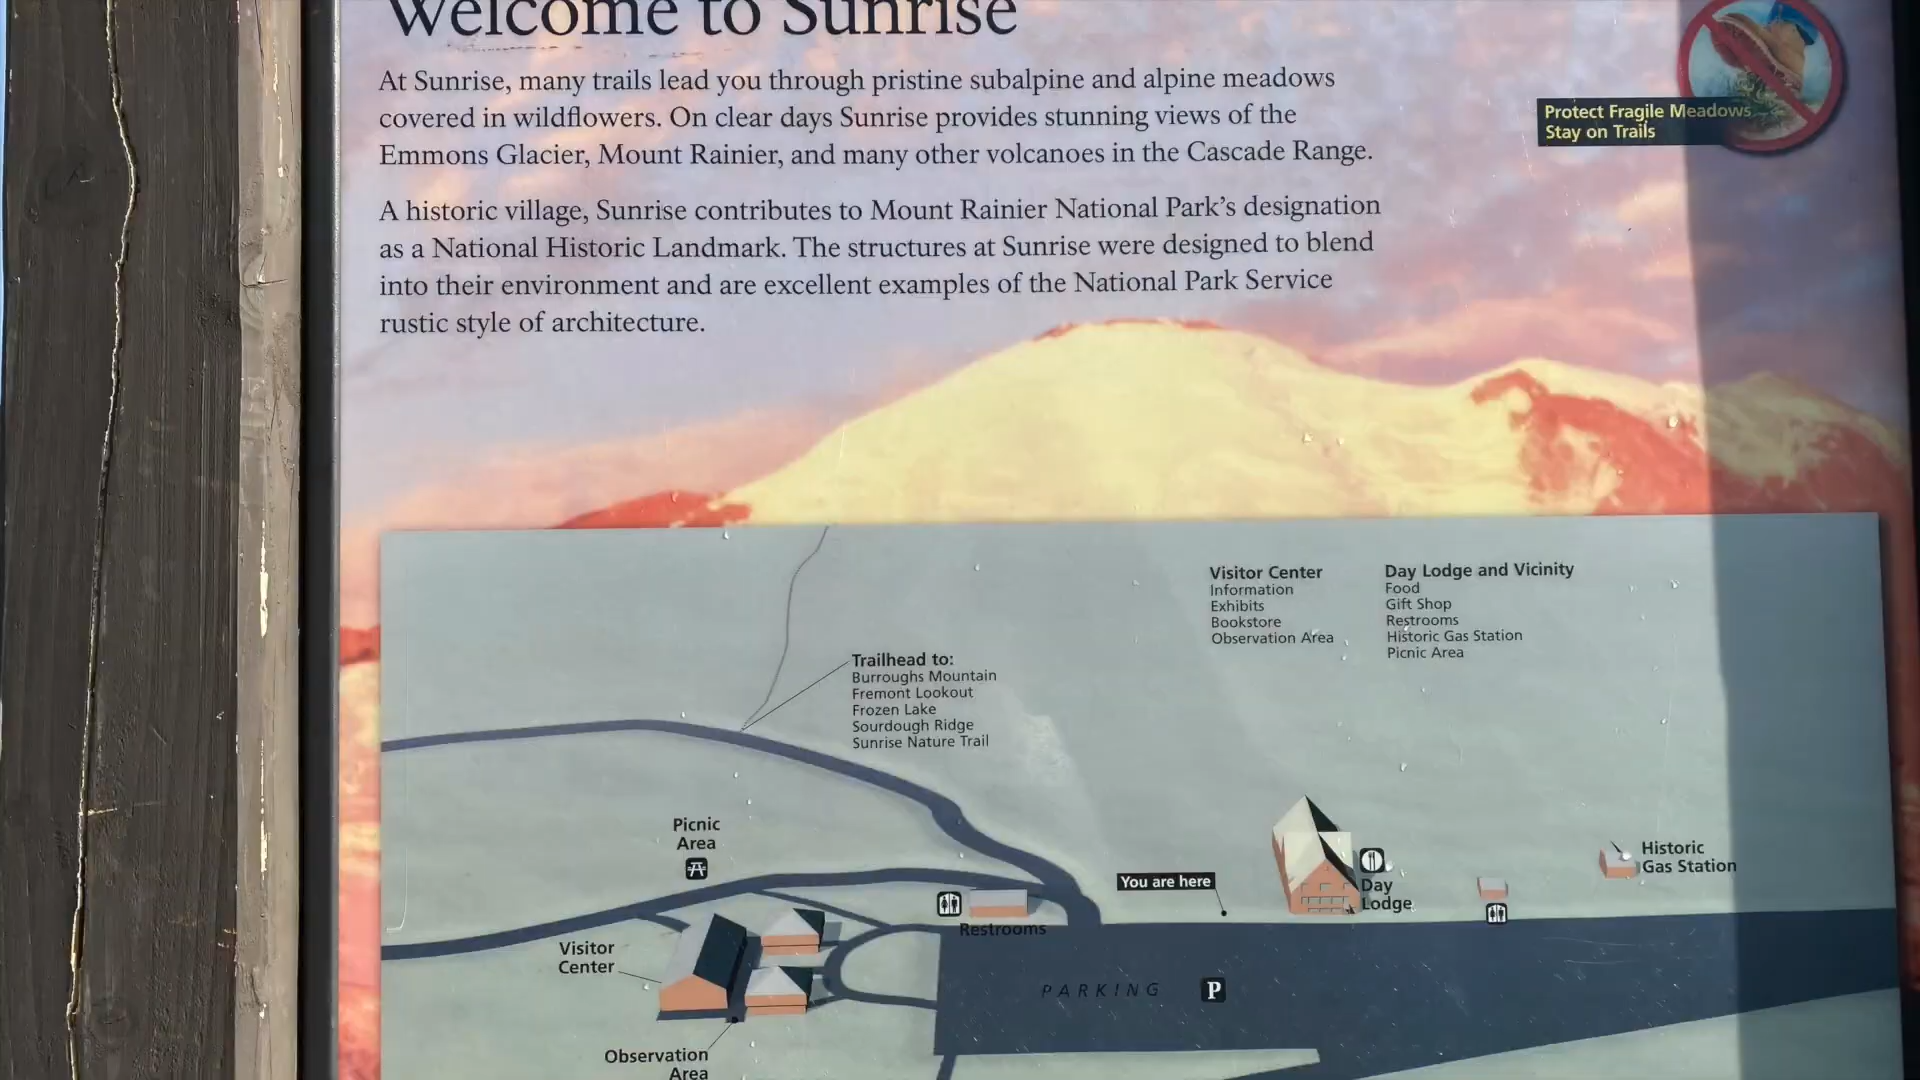 Welcome to Sunrise
At Sunrise, many trails lead you through pristine subalpine and alpine meadows
covered in wildflowers. On clear days Sunrise provides stunning views of the
Emmons Glacier, Mount Rainier, and many other volcanoes in the Cascade Range.
A historic village, Sunrise contributes to Mount Rainier National Park’s designation
as a National Historic Landmark. The structures at Sunrise were designed to blend
into their environment and are excellent examples of the National Park Service
rustic style of architecture.
Protect Fragile Meadows
Stay on Trails
Visitor Center
Information
Exhibits
Bookstore
Observation Area
Day Lodge and Vicinity
Food
Gift Shop
Restrooms
Historic Gas Station
Picnic Area
Trailhead to:
Burroughs Mountain
Fremont Lookout
Frozen Lake
Sourdough Ridge
Sunrise Nature Trail
Picnic
Area
You are here
Day
Lodge
Historic
Gas Station
Restrooms
Visitor
Center
PARKING
P
Observation
Area